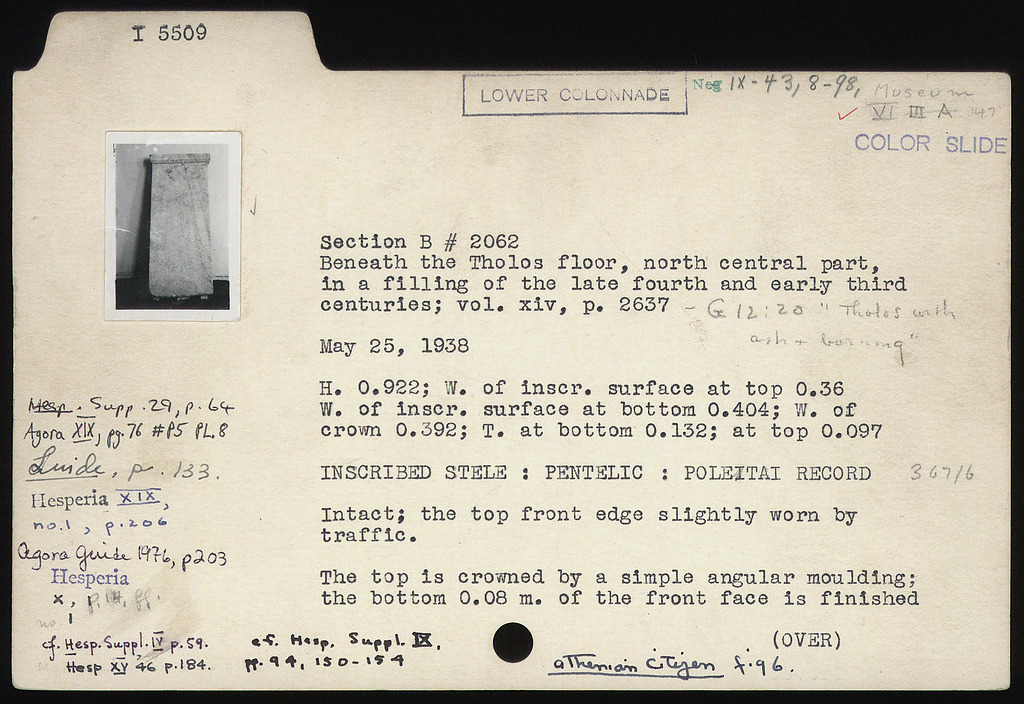 I 5509
LOWER COLONNADE
Neg IX-43, 8-98,
Museum
VI III A '47
COLOR SLIDE
Section B # 2062
Beneath the Tholos floor, north central part,
in a filling of the late fourth and early third
centuries; vol. xiv, p. 2637 - G 12:20 "Tholos with
ash + burning"
May 25, 1938
H. 0.922; W. of inscr. surface at top 0.36
W. of inscr. surface at bottom 0.404; W. of
crown 0.392; T. at bottom 0.132; at top 0.097
INSCRIBED STELE : PENTELIC : POLEITAI RECORD 367/6
Intact; the top front edge slightly worn by
traffic.
The top is crowned by a simple angular moulding;
the bottom 0.08 m. of the front face is finished
(OVER)
Hesp. Supp. 29, p. 64
Agora XIX, pg. 76 #P5 PL. 8
Guide, p. 133.
Hesperia XIX,
no. 1, p. 206
Agora Guide 1976, p203
Hesperia
X,
no. 1
cf. Hesp. Suppl. IV p. 59.
Hesp XV '46 p. 184.
cf. Hesp. Suppl. IX,
pp. 94, 150-154
Athenian Citizen f. 96.